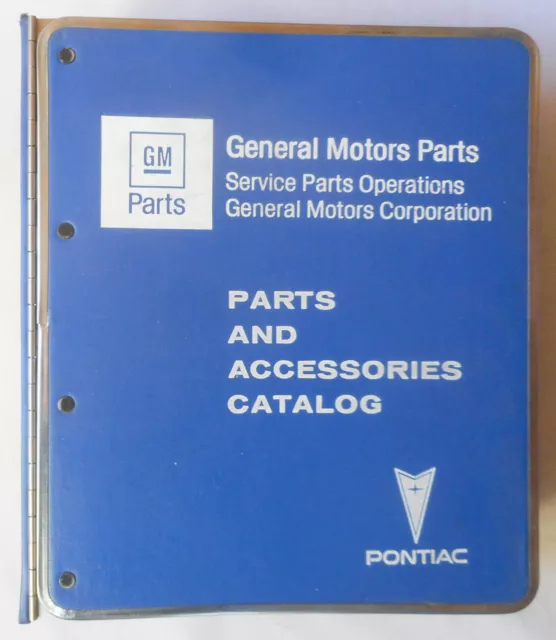 GM
Parts
General Motors Parts
Service Parts Operations
General Motors Corporation
PARTS
AND
ACCESSORIES
CATALOG
PONTIAC